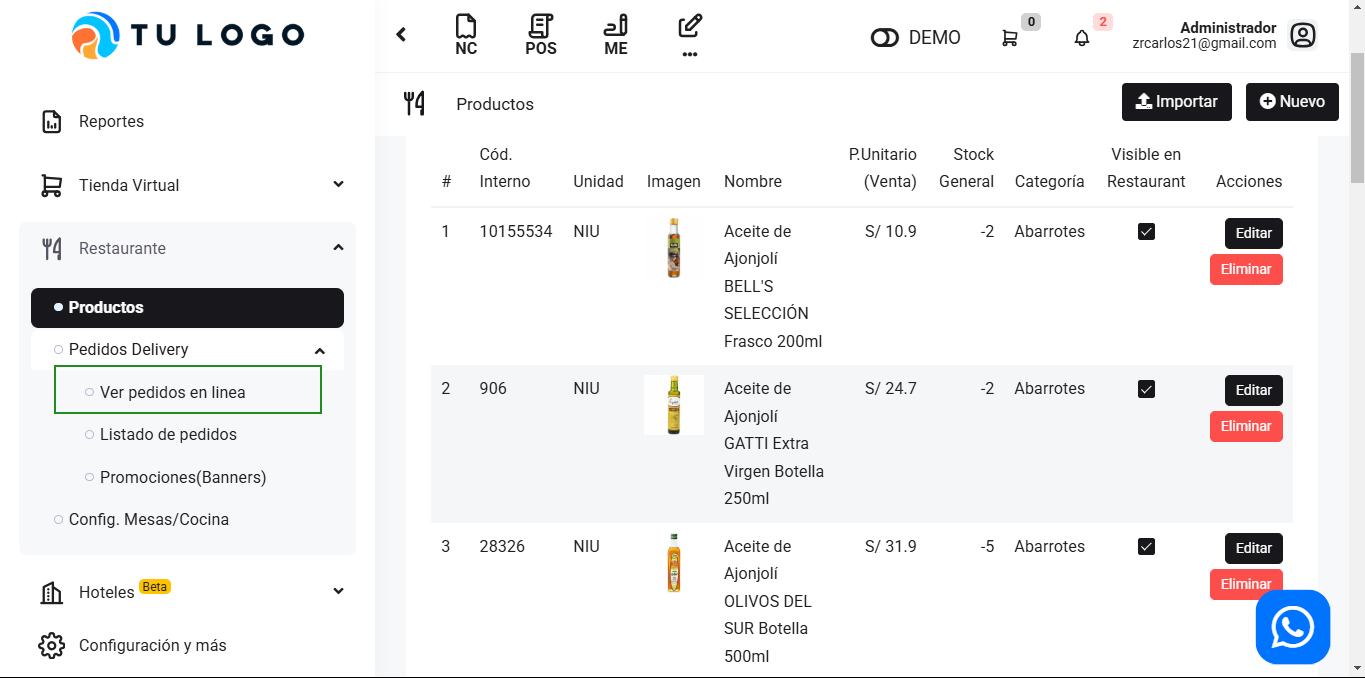 TU LOGO
NC
POS
ME
...
DEMO
0
2
Administrador
zrcarlos21@gmail.com
Reportes
Tienda Virtual
Restaurante
Productos
Pedidos Delivery
Ver pedidos en linea
Listado de pedidos
Promociones(Banners)
Config. Mesas/Cocina
Hoteles Beta
Configuración y más
Productos
Importar
Nuevo
#
Cód.
Interno
Unidad
Imagen
Nombre
P.Unitario
(Venta)
Stock
General
Categoría
Visible en
Restaurant
Acciones
1
10155534
NIU
Aceite de
Ajonjolí
BELL'S
SELECCIÓN
Frasco 200ml
S/ 10.9
-2
Abarrotes
Editar
Eliminar
2
906
NIU
Aceite de
Ajonjolí
GATTI Extra
Virgen Botella
250ml
S/ 24.7
-2
Abarrotes
Editar
Eliminar
3
28326
NIU
Aceite de
Ajonjolí
OLIVOS DEL
SUR Botella
500ml
S/ 31.9
-5
Abarrotes
Editar
Eliminar